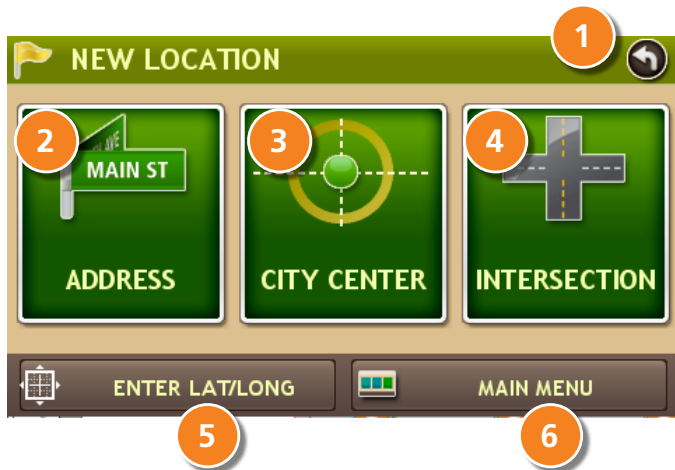 1
NEW LOCATION
2
3
4
AVE
MAIN ST
ADDRESS
CITY CENTER
INTERSECTION
ENTER LAT/LONG
MAIN MENU
5
6